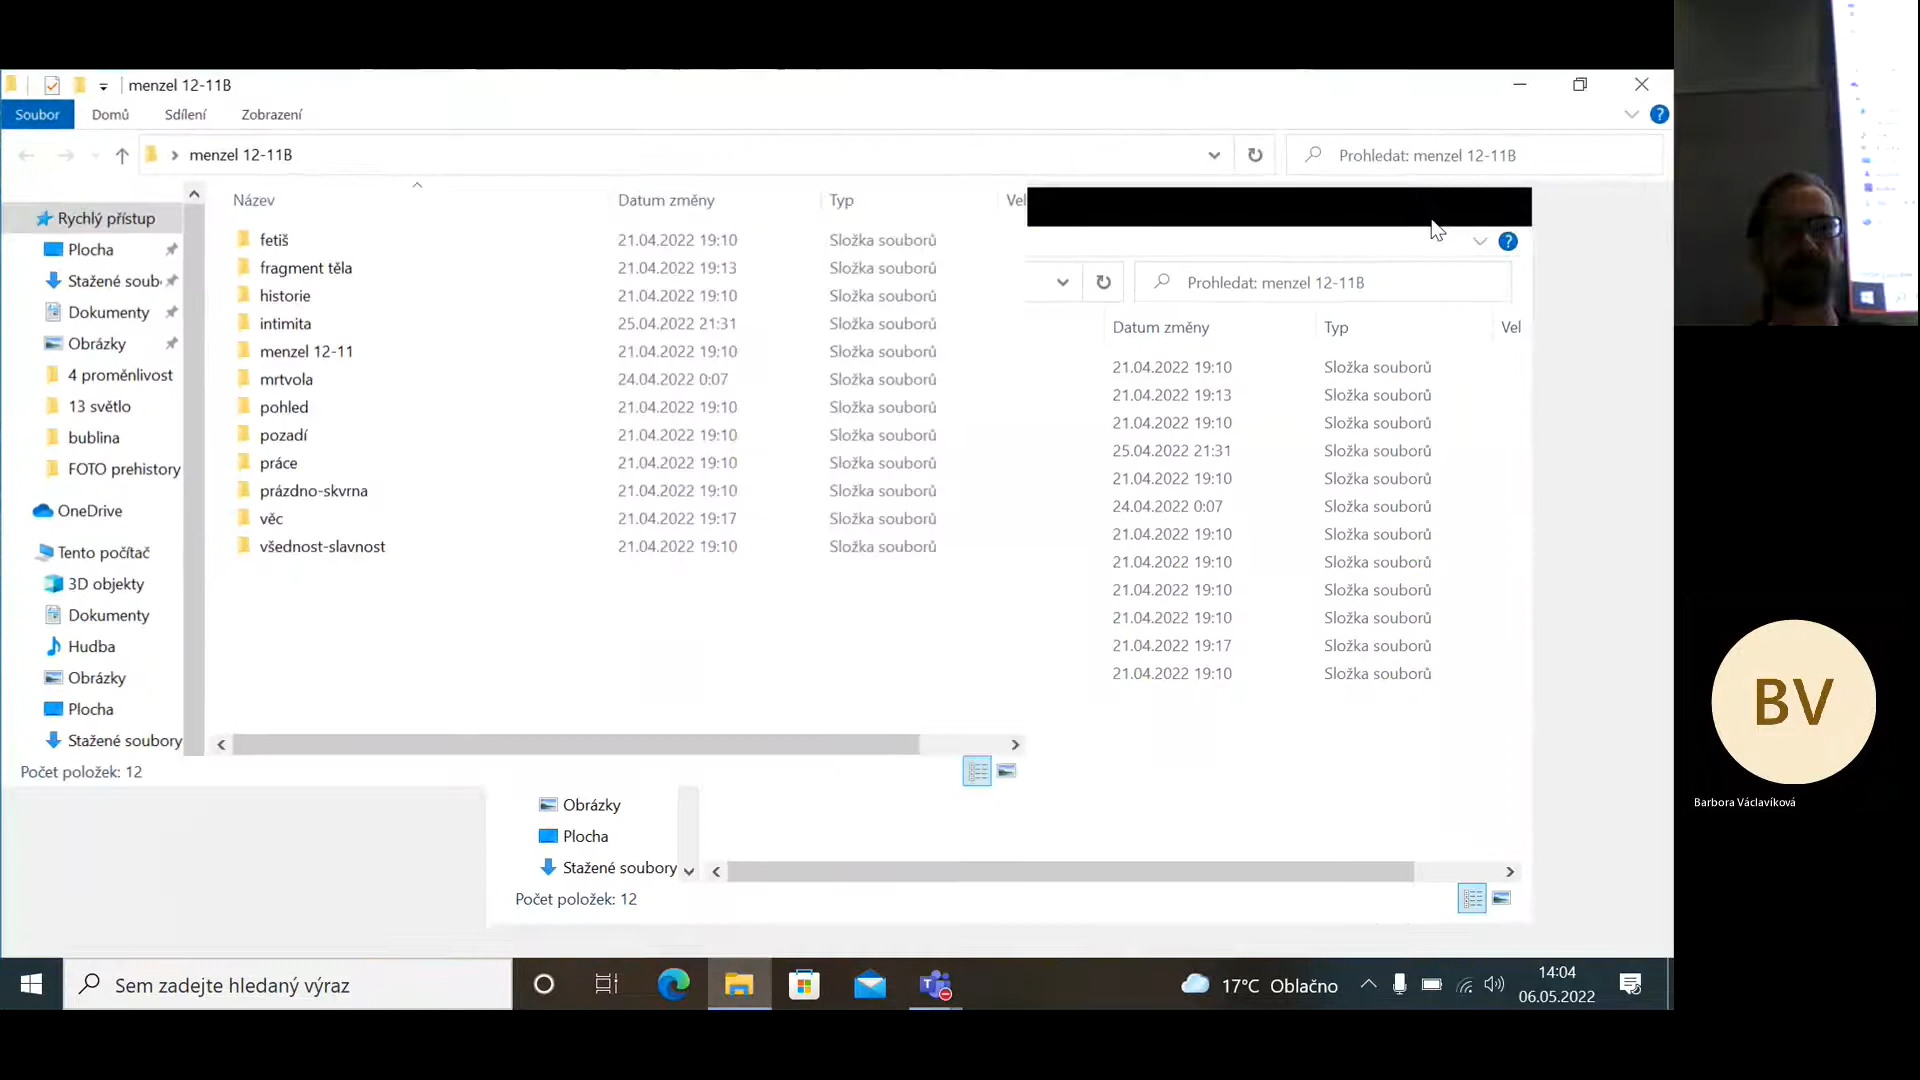 menzel 12-11B
Soubor Domů Sdílení Zobrazení
menzel 12-11B
Prohledat: menzel 12-11B
Rychlý přístup
Plocha
Stažené soub
Dokumenty
Obrázky
4 proměnlivost
13 světlo
bublina
FOTO prehistory
OneDrive
Tento počítač
3D objekty
Dokumenty
Hudba
Obrázky
Plocha
Stažené soubory
Název Datum změny Typ Vel
fetiš 21.04.2022 19:10 Složka souborů
fragment těla 21.04.2022 19:13 Složka souborů
historie 21.04.2022 19:10 Složka souborů
intimita 25.04.2022 21:31 Složka souborů
menzel 12-11 21.04.2022 19:10 Složka souborů
mrtvola 24.04.2022 0:07 Složka souborů
pohled 21.04.2022 19:10 Složka souborů
pozadí 21.04.2022 19:10 Složka souborů
práce 21.04.2022 19:10 Složka souborů
prázdno-skvrna 21.04.2022 19:10 Složka souborů
věc 21.04.2022 19:17 Složka souborů
všednost-slavnost 21.04.2022 19:10 Složka souborů
Počet položek: 12
Prohledat: menzel 12-11B
Datum změny Typ Vel
21.04.2022 19:10 Složka souborů
21.04.2022 19:13 Složka souborů
21.04.2022 19:10 Složka souborů
25.04.2022 21:31 Složka souborů
21.04.2022 19:10 Složka souborů
24.04.2022 0:07 Složka souborů
21.04.2022 19:10 Složka souborů
21.04.2022 19:10 Složka souborů
21.04.2022 19:10 Složka souborů
21.04.2022 19:10 Složka souborů
21.04.2022 19:17 Složka souborů
21.04.2022 19:10 Složka souborů
Obrázky
Plocha
Stažené soubory
Počet položek: 12
Sem zadejte hledaný výraz
17°C Oblačno
14:04
06.05.2022
BV
Barbora Václavíková